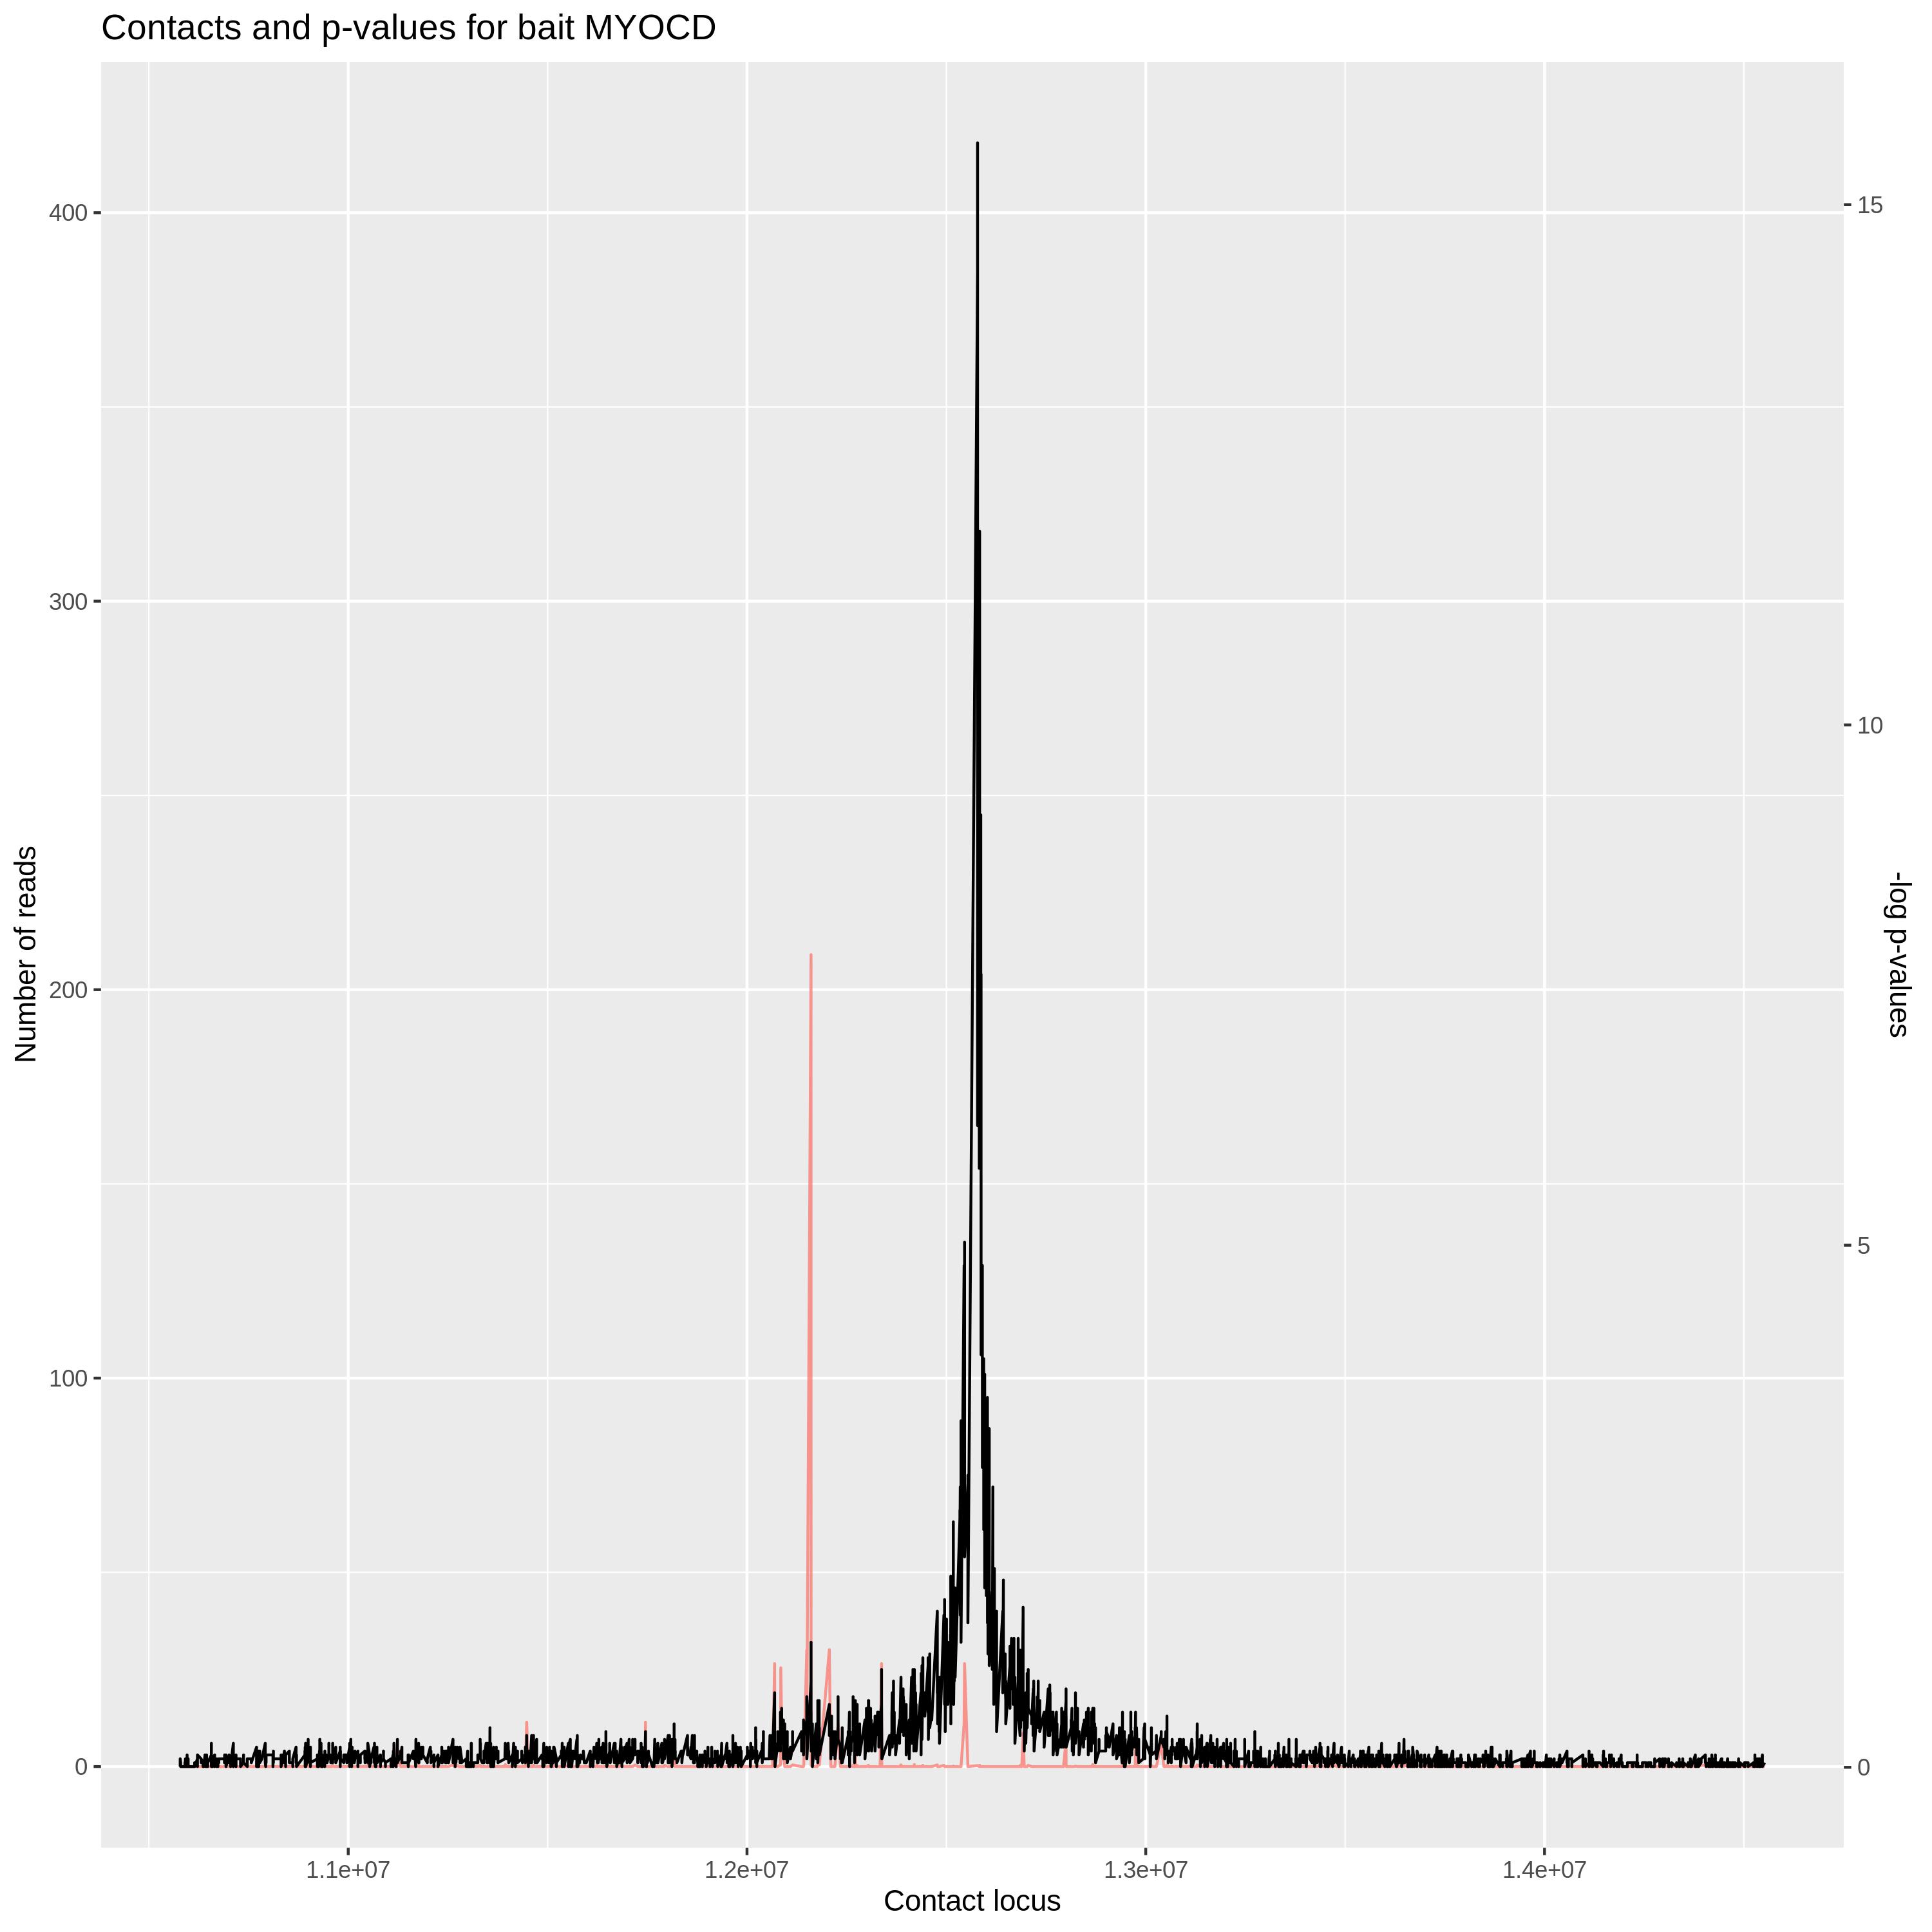 Contacts and p-values for bait MYOCD
400
300
200
100
0
Number of reads
15
10
5
0
-log p-values
1.1e+07
1.2e+07
1.3e+07
1.4e+07
Contact locus